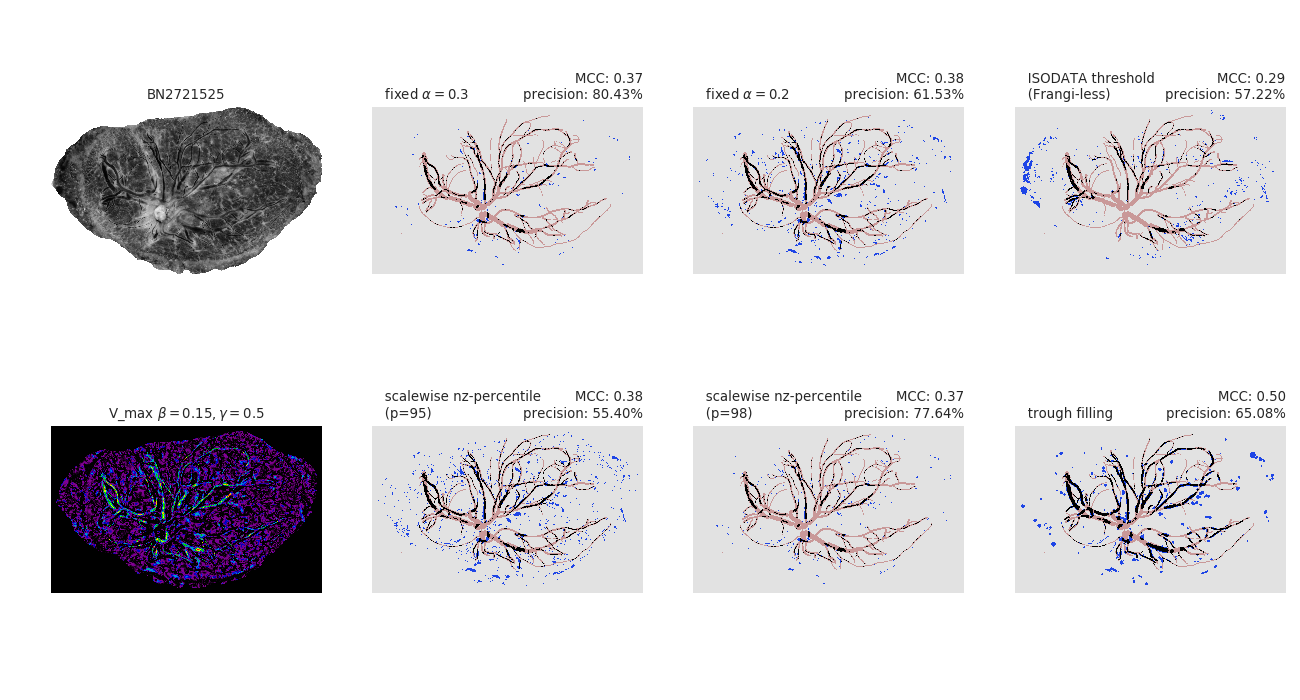 BN2721525
fixed α = 0.3
MCC: 0.37
precision: 80.43%
fixed α = 0.2
MCC: 0.38
precision: 61.53%
ISODATA threshold
(Frangi-less)
MCC: 0.29
precision: 57.22%
V_max β = 0.15, γ = 0.5
scalewise nz-percentile
(p=95)
MCC: 0.38
precision: 55.40%
scalewise nz-percentile
(p=98)
MCC: 0.37
precision: 77.64%
trough filling
MCC: 0.50
precision: 65.08%